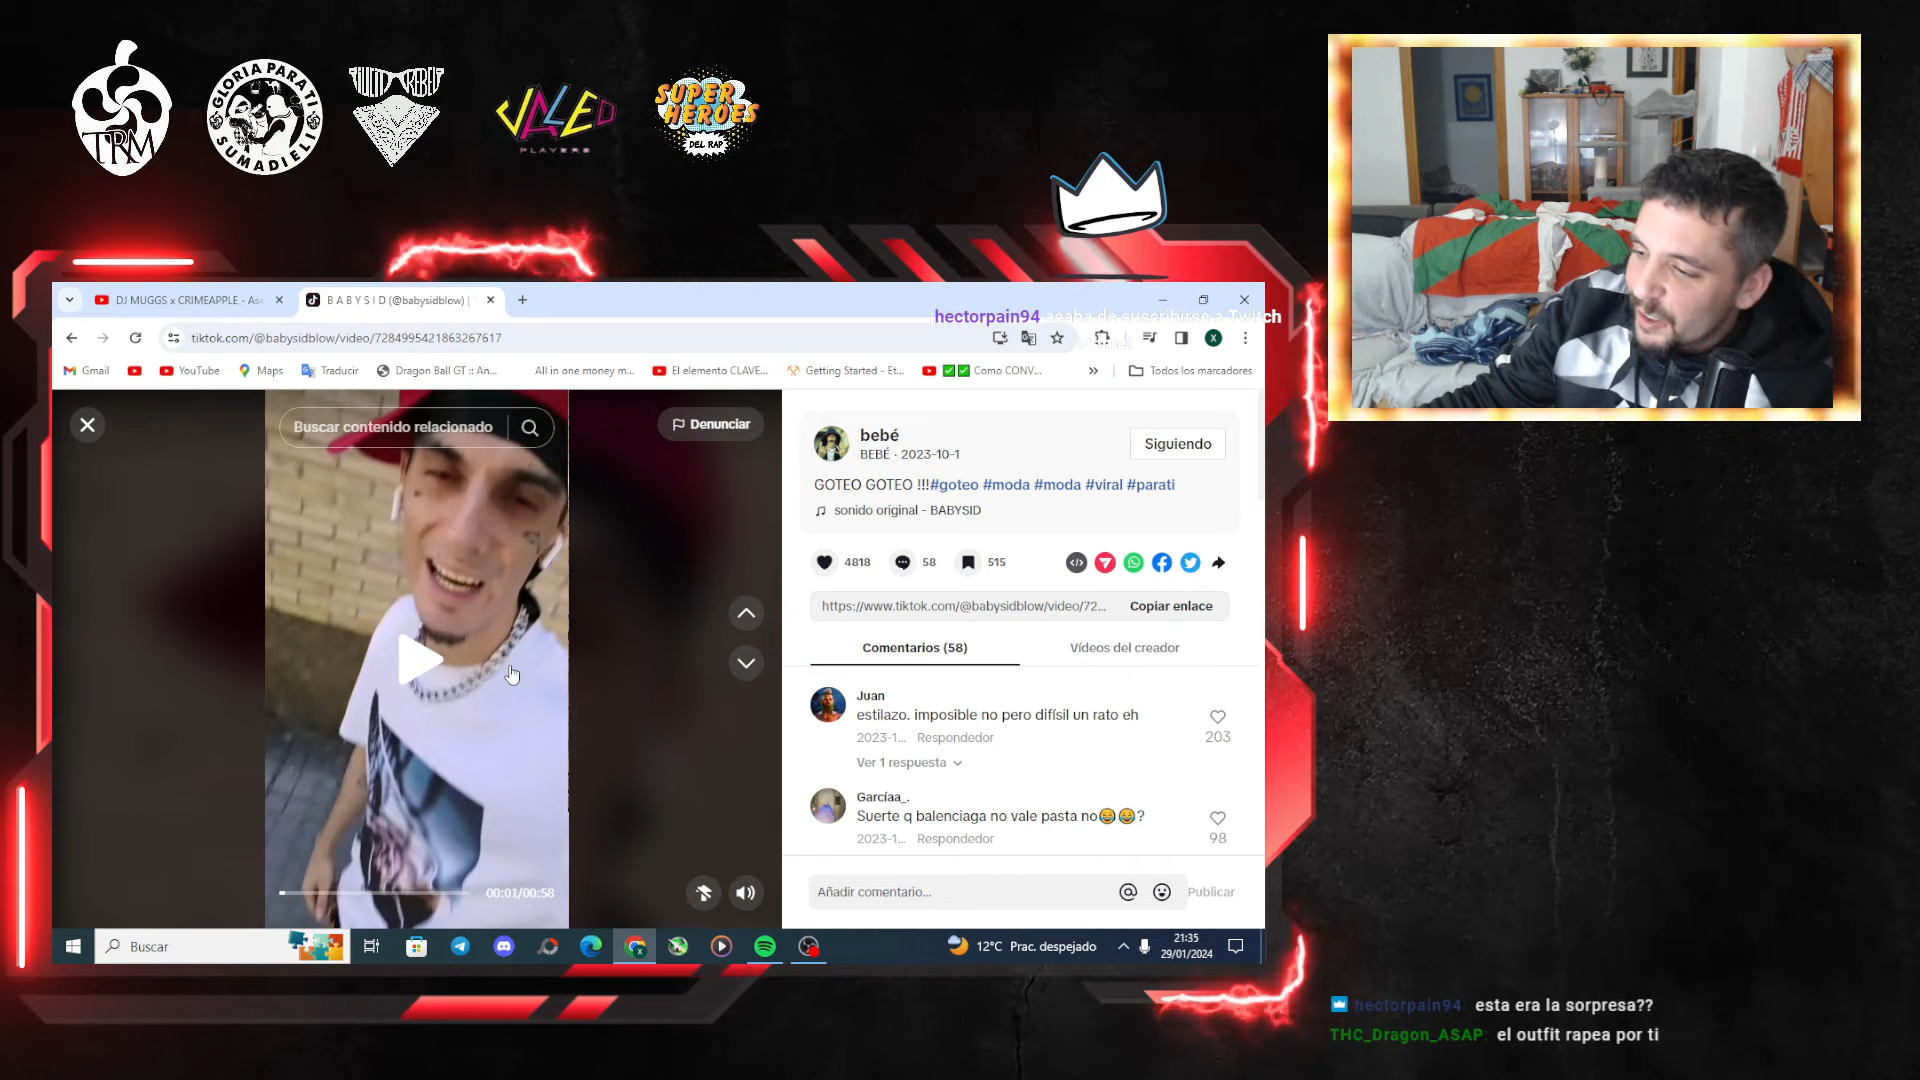 TRM
GLORIA PARATI
SUMADIELI
REBELS
VALED
PLAYERS
SUPER
HEROES
DEL RAP
DJ MUGGS x CRIMEAPPLE - As
B A B Y S I D (@babysidblow) |
hectorpain94 acaba de suscribirse a Twitch
tiktok.com/@babysidblow/video/7284995421863267617
X
Gmail
YouTube
Maps
Traducir
Dragon Ball GT :: An...
All in one money m...
El elemento CLAVE...
Getting Started - Et...
Como CONV...
Todos los marcadores
Buscar contenido relacionado
Denunciar
bebé
BEBÉ · 2023-10-1
Siguiendo
GOTEO GOTEO !!!#goteo #moda #moda #viral #parati
sonido original - BABYSID
4818
58
515
https://www.tiktok.com/@babysidblow/video/72...
Copiar enlace
Comentarios (58)
Vídeos del creador
Juan
estilazo. imposible no pero difísil un rato eh
203
2023-1... Respondedor
Ver 1 respuesta
Garcíaa_.
Suerte q balenciaga no vale pasta no😂😂?
98
2023-1... Respondedor
00:01/00:58
Añadir comentario...
Publicar
Buscar
12°C Prac. despejado
21:35
29/01/2024
hectorpain94 esta era la sorpresa??
THC_Dragon_ASAP: el outfit rapea por ti